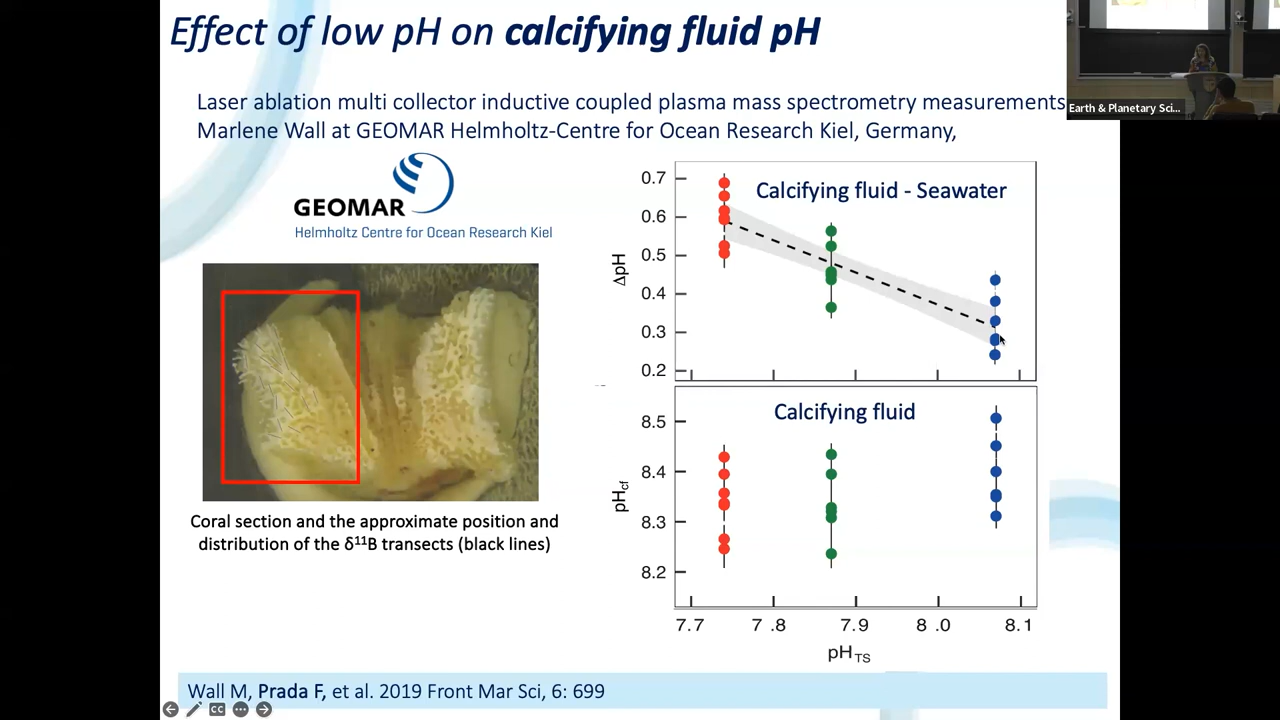 Effect of low pH on calcifying fluid pH
Laser ablation multi collector inductive coupled plasma mass spectrometry measurements
Marlene Wall at GEOMAR Helmholtz-Centre for Ocean Research Kiel, Germany,
Earth & Planetary Sci...
GEOMAR
Helmholtz Centre for Ocean Research Kiel
Coral section and the approximate position and
distribution of the δ¹¹B transects (black lines)
Calcifying fluid - Seawater
ΔpH
0.7
0.6
0.5
0.4
0.3
0.2
Calcifying fluid
pHcf
8.5
8.4
8.3
8.2
7.7 7 .8 7.9 8 .0 8.1
pH TS
Wall M, Prada F, et al. 2019 Front Mar Sci, 6: 699
CC